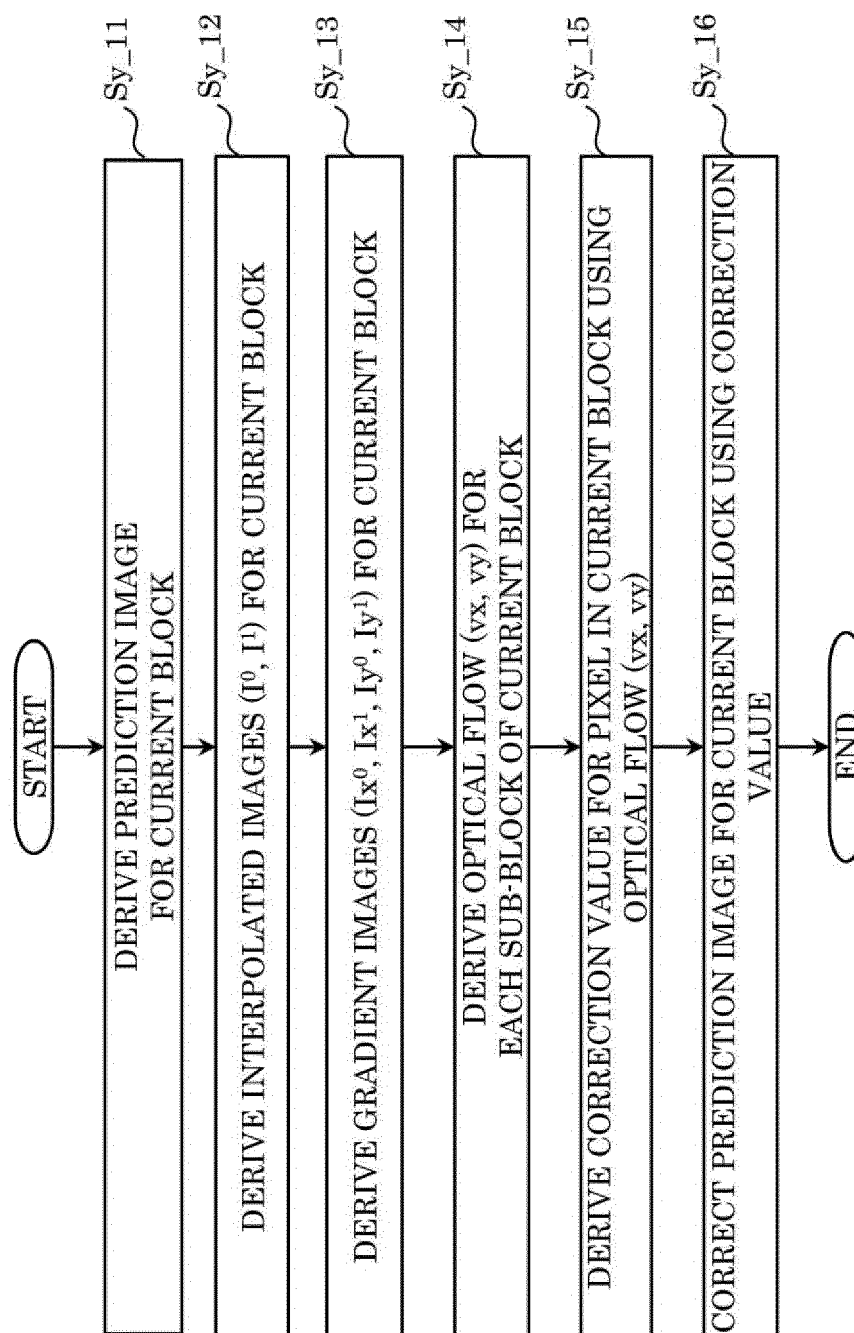 START
DERIVE PREDICTION IMAGE
FOR CURRENT BLOCK
Sy_11
DERIVE INTERPOLATED IMAGES (I⁰, I¹) FOR CURRENT BLOCK
Sy_12
DERIVE GRADIENT IMAGES (Ix⁰, Ix¹, Iy⁰, Iy¹) FOR CURRENT BLOCK
Sy_13
DERIVE OPTICAL FLOW (vx, vy) FOR
EACH SUB-BLOCK OF CURRENT BLOCK
Sy_14
DERIVE CORRECTION VALUE FOR PIXEL IN CURRENT BLOCK USING
OPTICAL FLOW (vx, vy)
Sy_15
CORRECT PREDICTION IMAGE FOR CURRENT BLOCK USING CORRECTION
VALUE
Sy_16
END